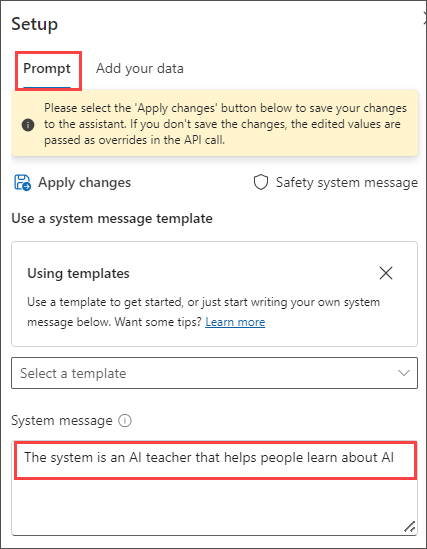 Setup
Prompt Add your data
Please select the 'Apply changes' button below to save your changes
to the assistant. If you don't save the changes, the edited values are
passed as overrides in the API call.
Apply changes Safety system message
Use a system message template
Using templates
Use a template to get started, or just start writing your own system
message below. Want some tips? Learn more
Select a template
System message
The system is an AI teacher that helps people learn about AI